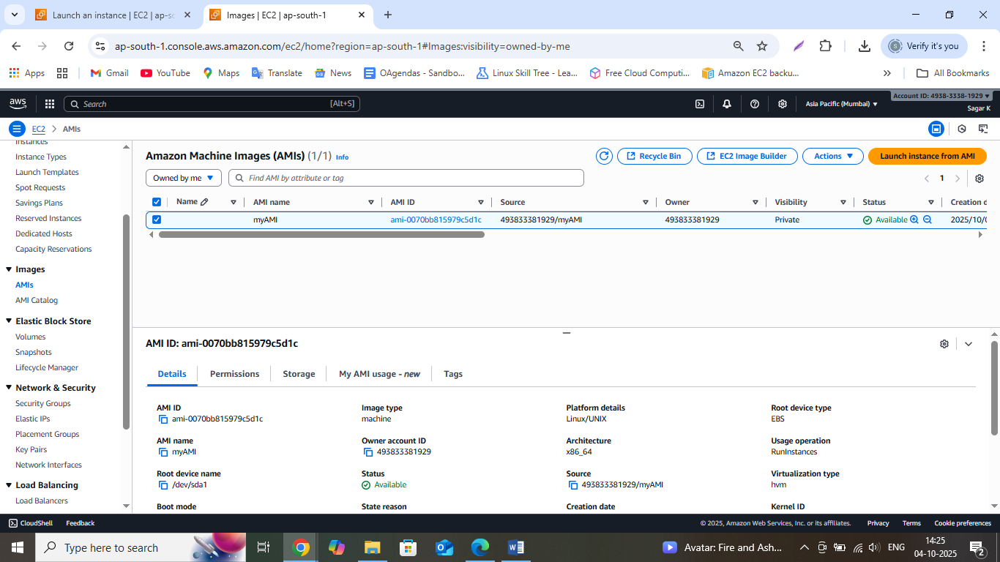 Launch an instance | EC2 | ap-sc
Images | EC2 | ap-south-1
ap-south-1.console.aws.amazon.com/ec2/home?region=ap-south-1#Images:visibility=owned-by-me
S
Verify it's you
Apps
Gmail
YouTube
Maps
Translate
News
OAgendas - Sandbo...
Linux Skill Tree - Lea...
Free Cloud Computi...
Amazon EC2 backu...
All Bookmarks
aws
Search
[Alt+S]
Asia Pacific (Mumbai)
Account ID: 4938-3338-1929
Sagar K
EC2
AMIs
Instances
Instance Types
Launch Templates
Spot Requests
Savings Plans
Reserved Instances
Dedicated Hosts
Capacity Reservations
Images
AMIs
AMI Catalog
Elastic Block Store
Volumes
Snapshots
Lifecycle Manager
Network & Security
Security Groups
Elastic IPs
Placement Groups
Key Pairs
Network Interfaces
Load Balancing
Load Balancers
Amazon Machine Images (AMIs) (1/1) Info
Recycle Bin
EC2 Image Builder
Actions
Launch instance from AMI
Owned by me
Find AMI by attribute or tag
1
Name
AMI name
AMI ID
Source
Owner
Visibility
Status
Creation d
myAMI
ami-0070bb815979c5d1c
493833381929/myAMI
493833381929
Private
Available
2025/10/0
AMI ID: ami-0070bb815979c5d1c
Details
Permissions
Storage
My AMI usage - new
Tags
AMI ID
ami-0070bb815979c5d1c
Image type
machine
Platform details
Linux/UNIX
Root device type
EBS
AMI name
myAMI
Owner account ID
493833381929
Architecture
x86_64
Usage operation
RunInstances
Root device name
/dev/sda1
Status
Available
Source
493833381929/myAMI
Virtualization type
hvm
Boot mode
State reason
Creation date
Kernel ID
CloudShell
Feedback
© 2025, Amazon Web Services, Inc. or its affiliates.
Privacy
Terms
Cookie preferences
Type here to search
Avatar: Fire and Ash...
ENG
14:25
04-10-2025
2